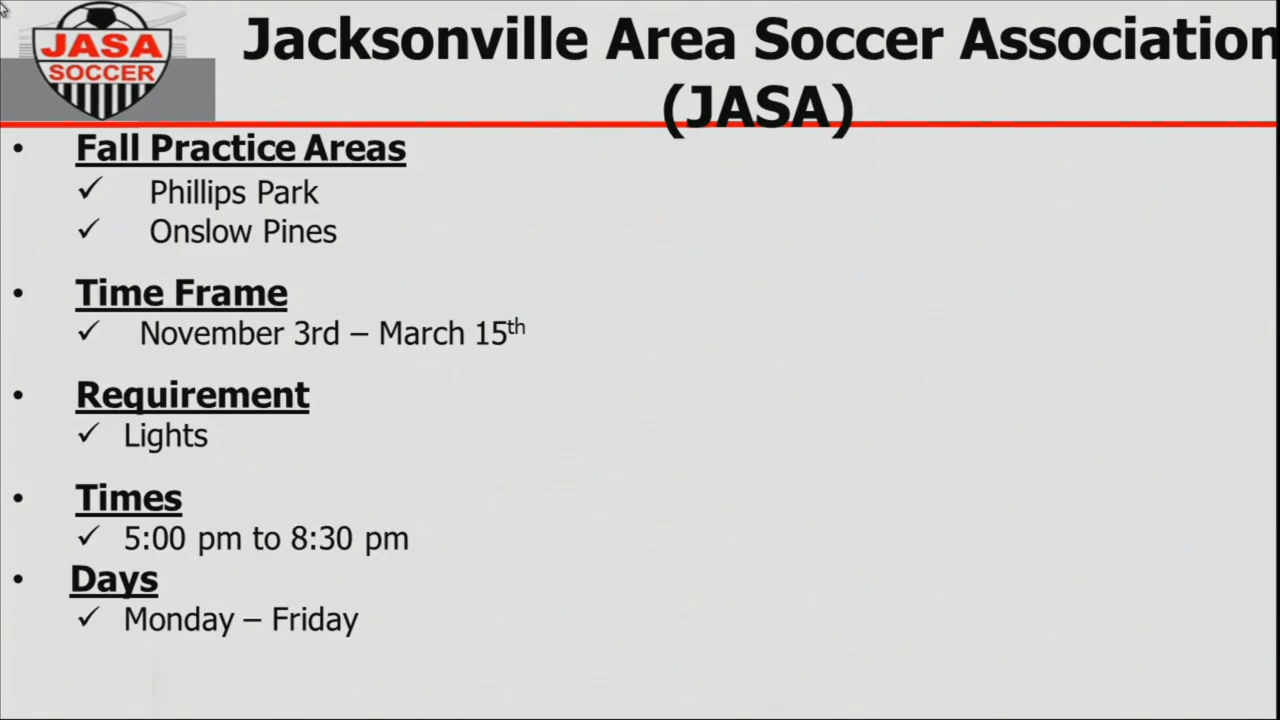 JASA
SOCCER
Jacksonville Area Soccer Association
(JASA)
• Fall Practice Areas
✓ Phillips Park
✓ Onslow Pines
• Time Frame
✓ November 3rd – March 15th
• Requirement
✓ Lights
• Times
✓ 5:00 pm to 8:30 pm
• Days
✓ Monday – Friday